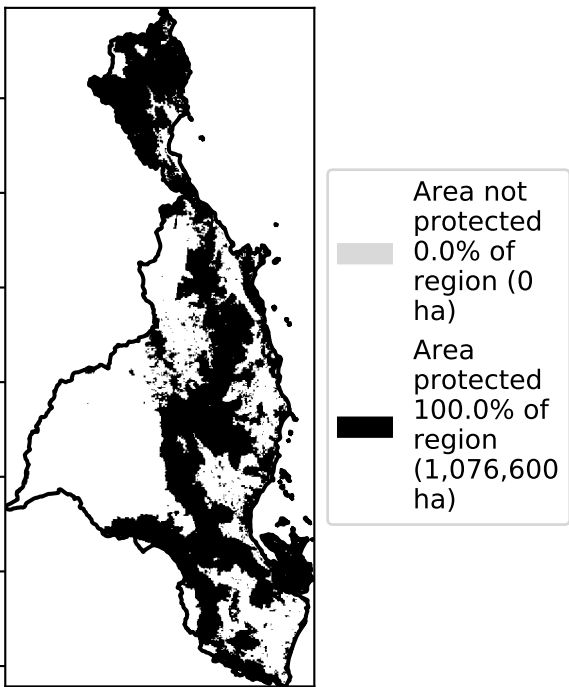 Area not
protected
0.0% of
region (0
ha)
Area
protected
100.0% of
region
(1,076,600
ha)